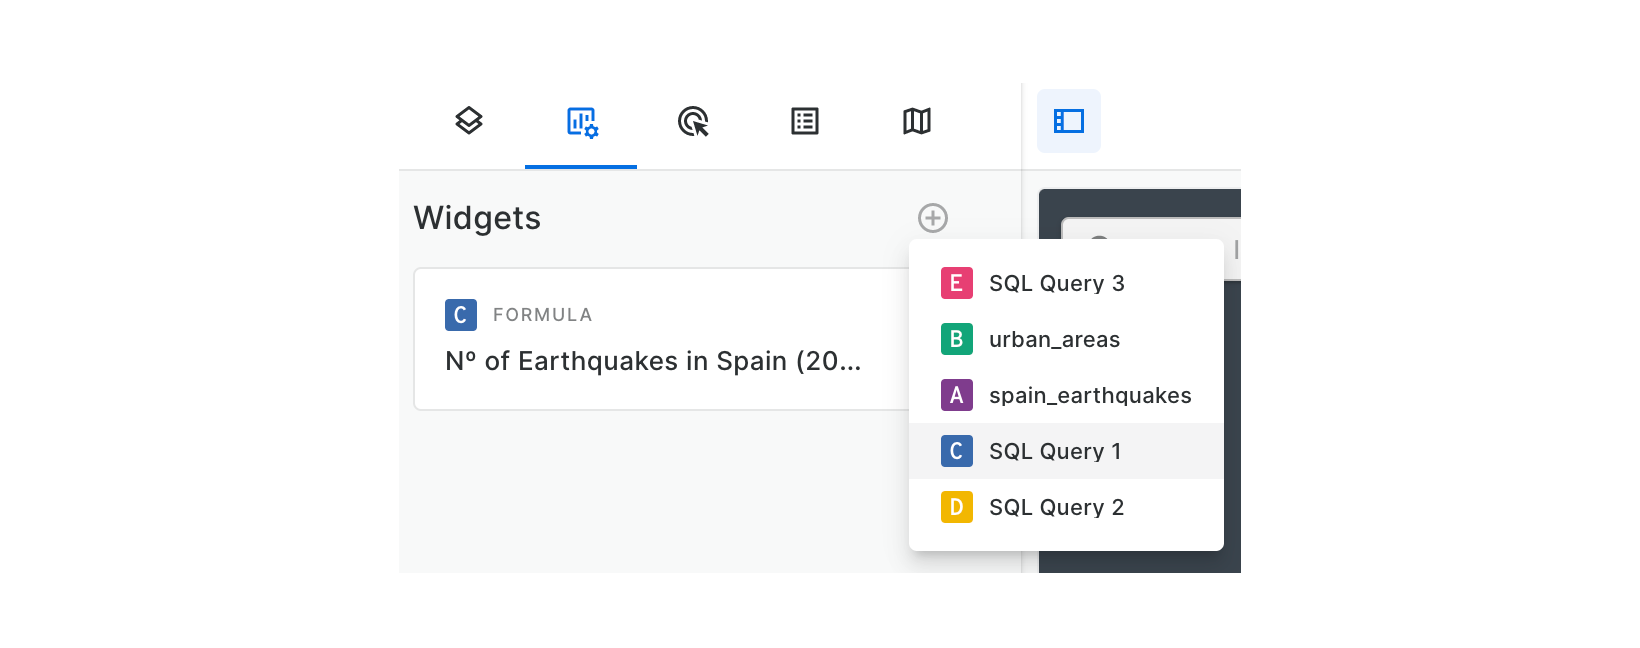 Widgets
C FORMULA
Nº of Earthquakes in Spain (20...
E SQL Query 3
B urban_areas
A spain_earthquakes
C SQL Query 1
D SQL Query 2